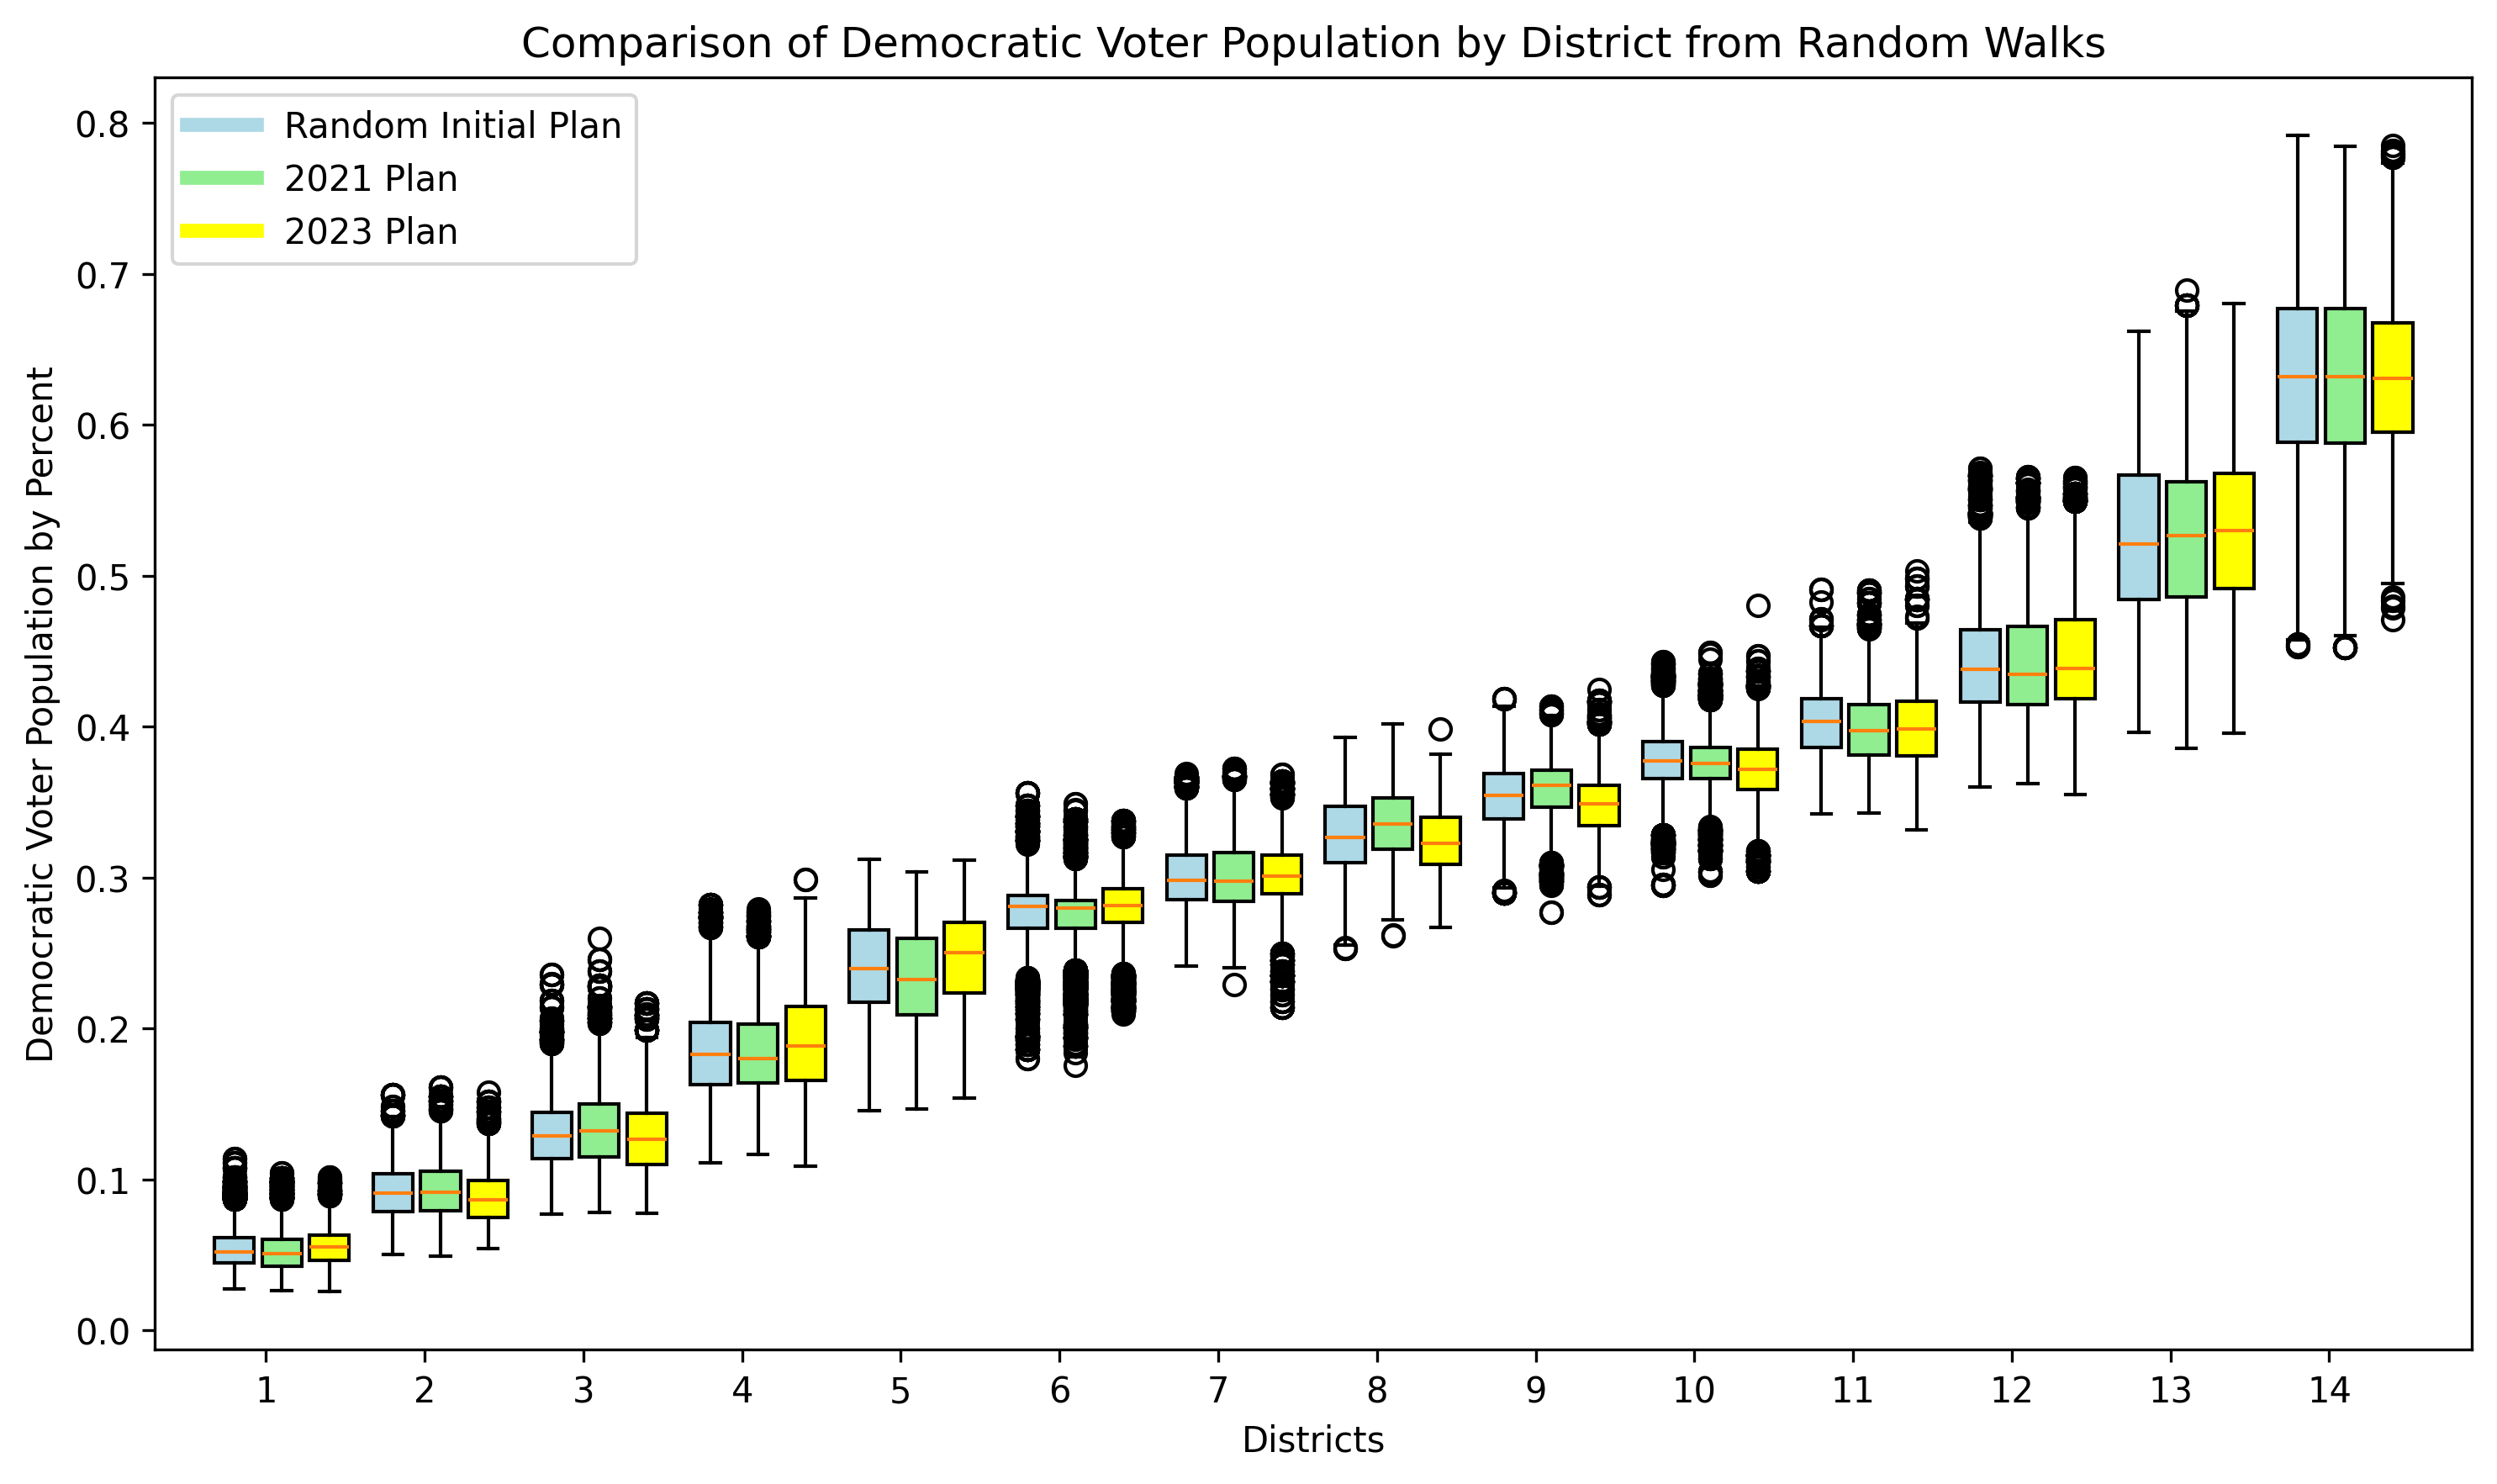 Comparison of Democratic Voter Population by District from Random Walks
Random Initial Plan
2021 Plan
2023 Plan
Democratic Voter Population by Percent
0.8
0.7
0.6
0.5
0.4
0.3
0.2
0.1
0.0
1 2 3 4 5 6 7 8 9 10 11 12 13 14
Districts